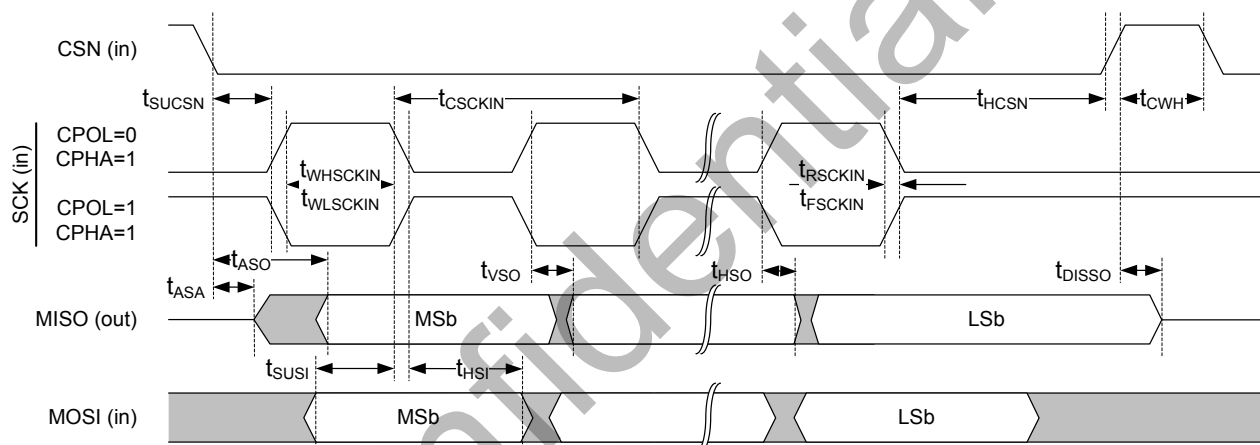 CSN (in)
tSUCSN
tCSCKIN
tHCSN
tCWH
SCK (in)
CPOL=0
CPHA=1
tWHSCKIN
tWLSCKIN
tRSCKIN
tFSCKIN
CPOL=1
CPHA=1
tASO
tASA
tVSO
tHSO
tDISSO
MISO (out)
MSb
LSb
tSUSI
tHSI
MOSI (in)
MSb
LSb
nfidential